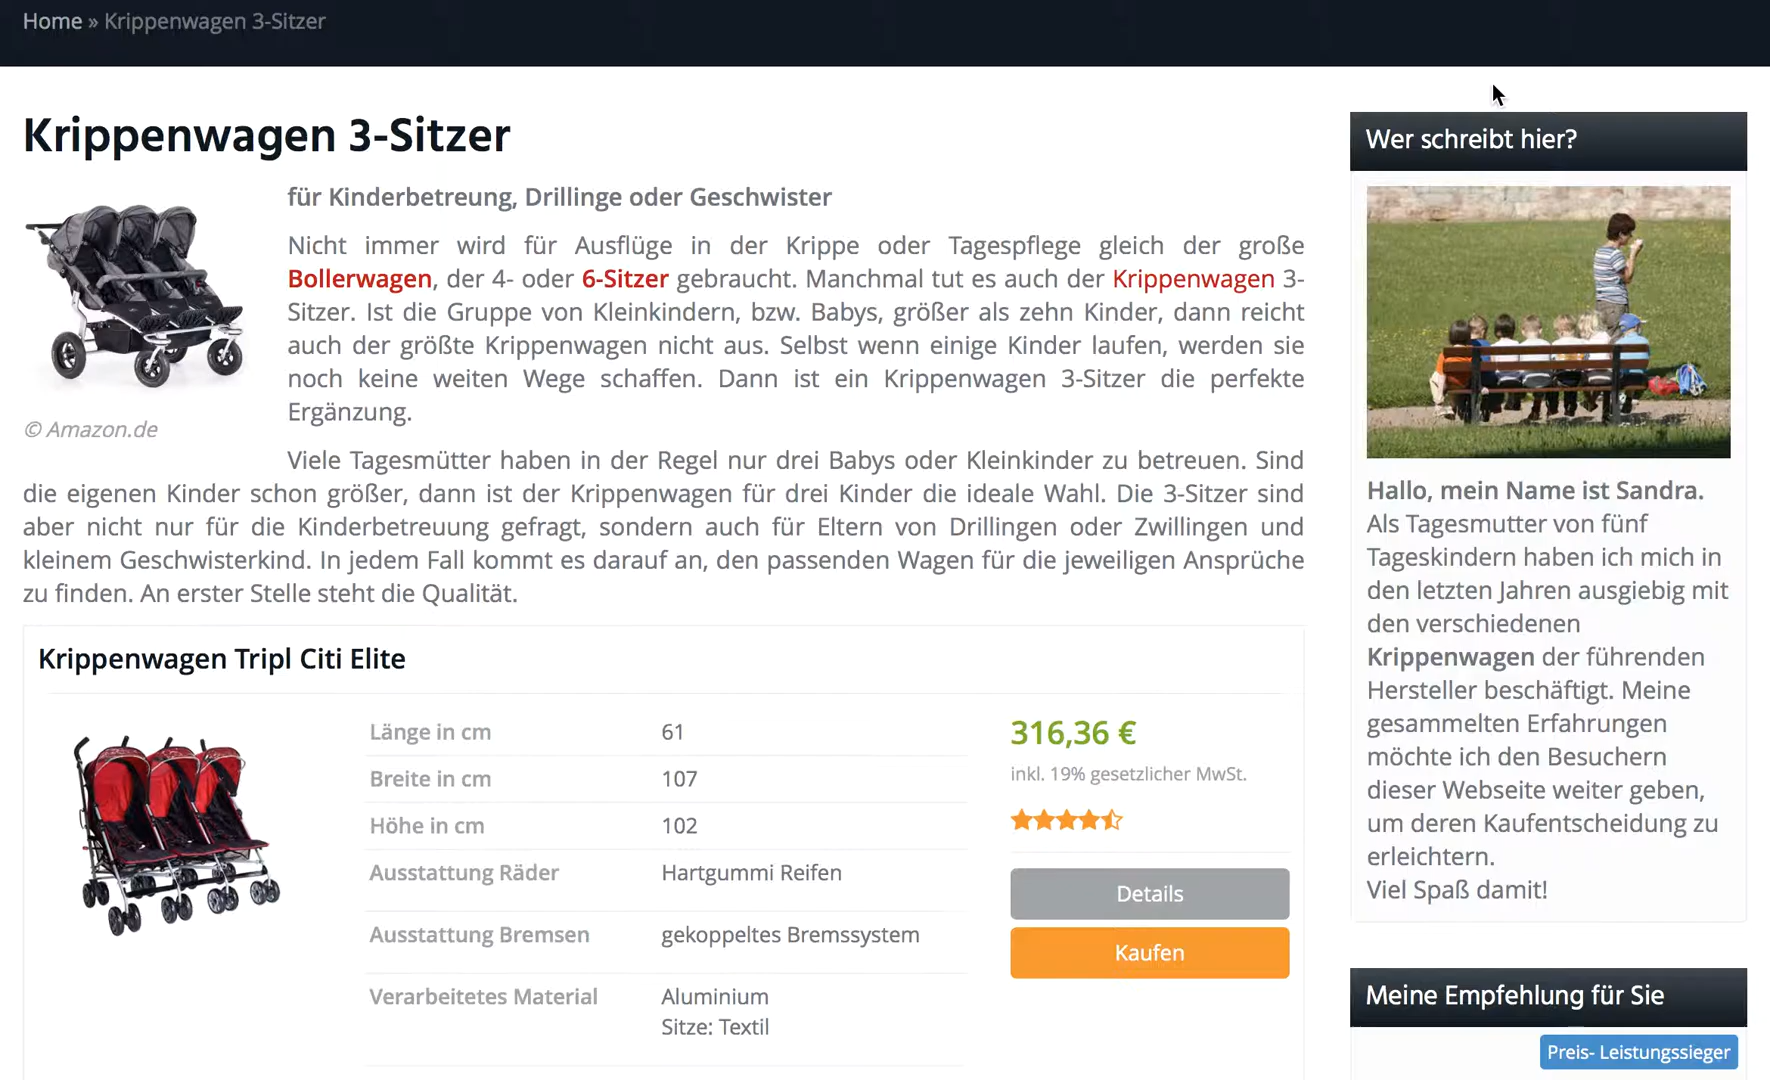 Home » Krippenwagen 3-Sitzer
Krippenwagen 3-Sitzer
für Kinderbetreung, Drillinge oder Geschwister
Nicht immer wird für Ausflüge in der Krippe oder Tagespflege gleich der große
Bollerwagen, der 4- oder 6-Sitzer gebraucht. Manchmal tut es auch der Krippenwagen 3-
Sitzer. Ist die Gruppe von Kleinkindern, bzw. Babys, größer als zehn Kinder, dann reicht
auch der größte Krippenwagen nicht aus. Selbst wenn einige Kinder laufen, werden sie
noch keine weiten Wege schaffen. Dann ist ein Krippenwagen 3-Sitzer die perfekte
Ergänzung.
© Amazon.de
Viele Tagesmütter haben in der Regel nur drei Babys oder Kleinkinder zu betreuen. Sind
die eigenen Kinder schon größer, dann ist der Krippenwagen für drei Kinder die ideale Wahl. Die 3-Sitzer sind
aber nicht nur für die Kinderbetreuung gefragt, sondern auch für Eltern von Drillingen oder Zwillingen und
kleinem Geschwisterkind. In jedem Fall kommt es darauf an, den passenden Wagen für die jeweiligen Ansprüche
zu finden. An erster Stelle steht die Qualität.
Krippenwagen Tripl Citi Elite
Länge in cm 61
Breite in cm 107
Höhe in cm 102
Ausstattung Räder Hartgummi Reifen
Ausstattung Bremsen gekoppeltes Bremssystem
Verarbeitetes Material Aluminium
Sitze: Textil
316,36 €
inkl. 19% gesetzlicher MwSt.
Details
Kaufen
Wer schreibt hier?
Hallo, mein Name ist Sandra.
Als Tagesmutter von fünf
Tageskindern haben ich mich in
den letzten Jahren ausgiebig mit
den verschiedenen
Krippenwagen der führenden
Hersteller beschäftigt. Meine
gesammelten Erfahrungen
möchte ich den Besuchern
dieser Webseite weiter geben,
um deren Kaufentscheidung zu
erleichtern.
Viel Spaß damit!
Meine Empfehlung für Sie
Preis- Leistungssieger